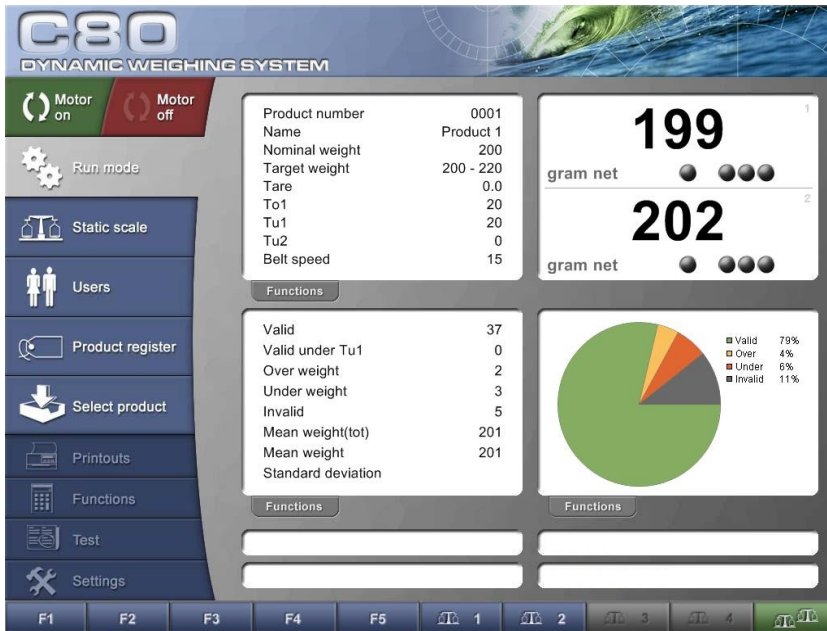 C80
DYNAMIC WEIGHING SYSTEM
Motor on
Motor off
Run mode
Static scale
Users
Product register
Select product
Printouts
Functions
Test
Settings
Product number 0001
Name Product 1
Nominal weight 200
Target weight 200 - 220
Tare 0.0
To1 20
Tu1 20
Tu2 0
Belt speed 15
Functions
1
199
gram net
2
202
gram net
Valid 37
Valid under Tu1 0
Over weight 2
Under weight 3
Invalid 5
Mean weight(tot) 201
Mean weight 201
Standard deviation
Functions
Valid 79%
Over 4%
Under 6%
Invalid 11%
Functions
F1 F2 F3 F4 F5 1 2 3 4